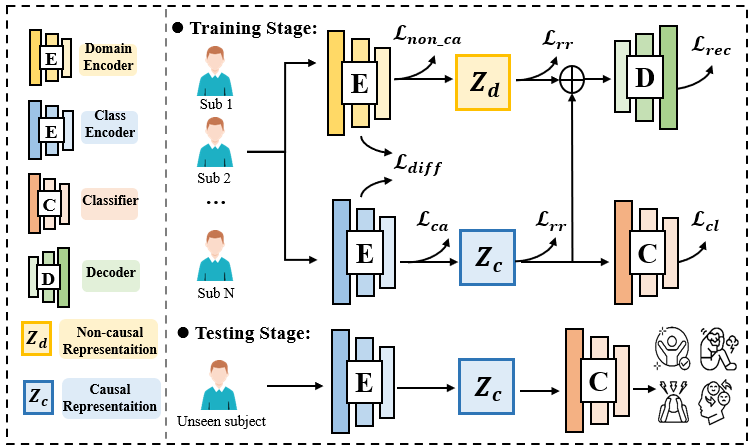 E
Domain
Encoder
E
Class
Encoder
C
Classifier
D
Decoder
Z_d
Non-causal
Representaition
Z_c
Causal
Representaition
● Training Stage:
Sub 1
Sub 2
...
Sub N
E
ℒ_non_ca
Z_d
ℒ_rr
D
ℒ_rec
ℒ_diff
E
ℒ_ca
Z_c
ℒ_rr
C
ℒ_cl
● Testing Stage:
Unseen subject
E
Z_c
C